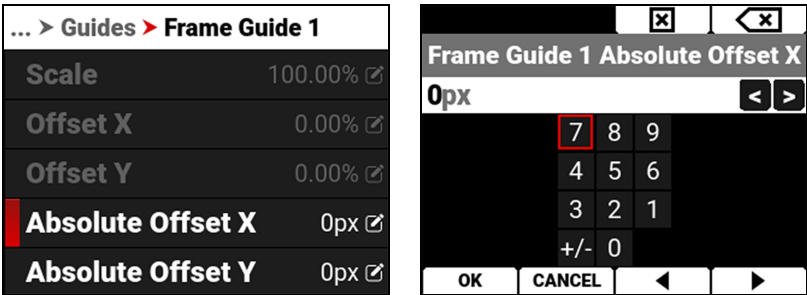 ... > Guides > Frame Guide 1
Scale 100.00%
Offset X 0.00%
Offset Y 0.00%
Absolute Offset X 0px
Absolute Offset Y 0px
Frame Guide 1 Absolute Offset X
0px < >
7 8 9
4 5 6
3 2 1
+/- 0
OK CANCEL